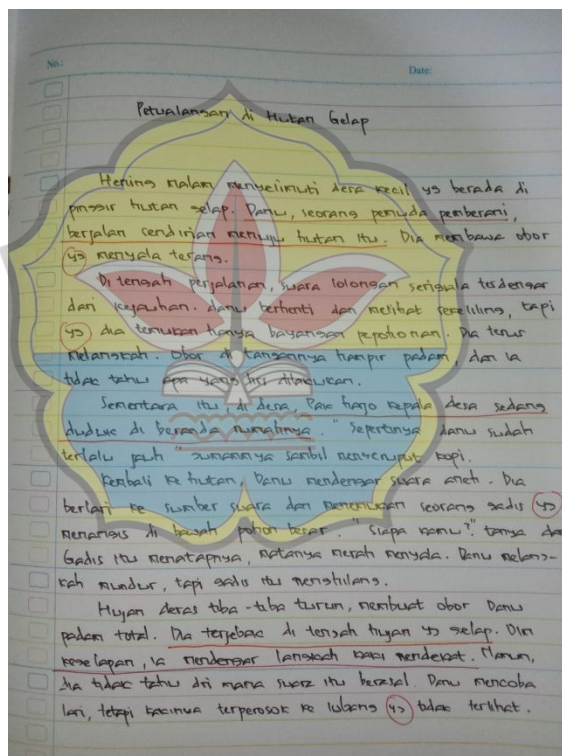 No.:
Date:
Petualangan di Hutan Gelap
Hening malam menyelimuti desa kecil yg berada di
pinggir hutan gelap. Danu, seorang pemuda pemberani,
berjalan sendirian menuju hutan itu. Dia membawa obor
yg menyala terang.
Di tengah perjalanan, suara lolongan serigala terdengar
dari kejauhan. danu berhenti dan melihat sekeliling, tapi
yg dia temukan hanya bayangan pepohonan. Dia terus
melangkah. Obor di tangannya hampir padam, dan ia
tidak tahu apa yang hrs dilakukan.
Sementara itu, di desa, Pak harjo kepala desa sedang
duduk di beranda rumahnya. "Sepertinya danu sudah
terlalu jauh" gumamnya sambil menyeruput kopi.
Kembali ke hutan, Danu mendengar suara aneh. Dia
berlari ke sumber suara dan menemukan seorang gadis yg
menangis di bawah pohon besar. "Siapa kamu?" tanya da
Gadis itu menatapnya, matanya merah menyala. Danu melang-
kah mundur, tapi gadis itu menghilang.
Hujan deras tiba-tiba turun, membuat obor Danu
padam total. Dia terjebak di tengah hujan yg gelap. Dlm
kegelapan, ia mendengar langkah kaki mendekat. Namun,
dia tidak tahu dri mana suara itu berasal. Danu mencoba
lari, tetapi kakinya terperosok ke lubang yg tidak terlihat.